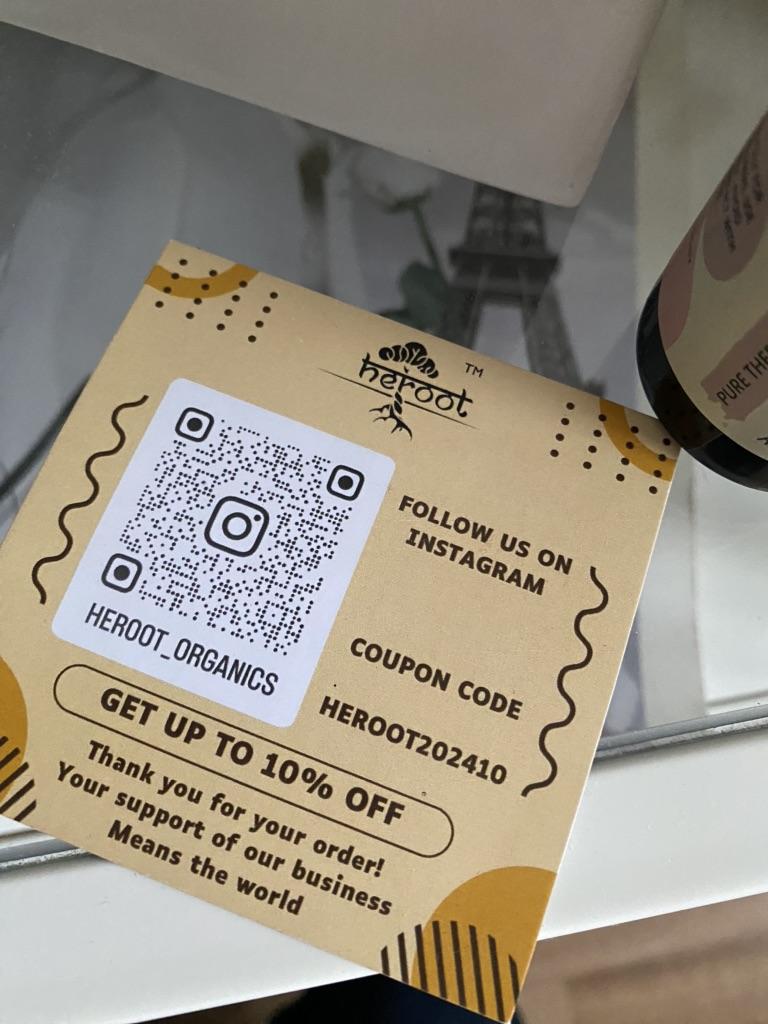 heroot TM
FOLLOW US ON
INSTAGRAM
HEROOT_ORGANICS
COUPON CODE
HEROOT202410
GET UP TO 10% OFF
Thank you for your order!
Your support of our business
Means the world
PURE